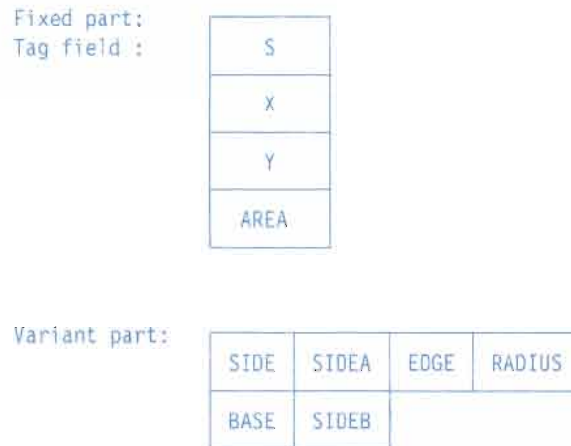 Fixed part:
Tag field :
S
X
Y
AREA
Variant part:
SIDE SIDEA EDGE RADIUS
BASE SIDEB